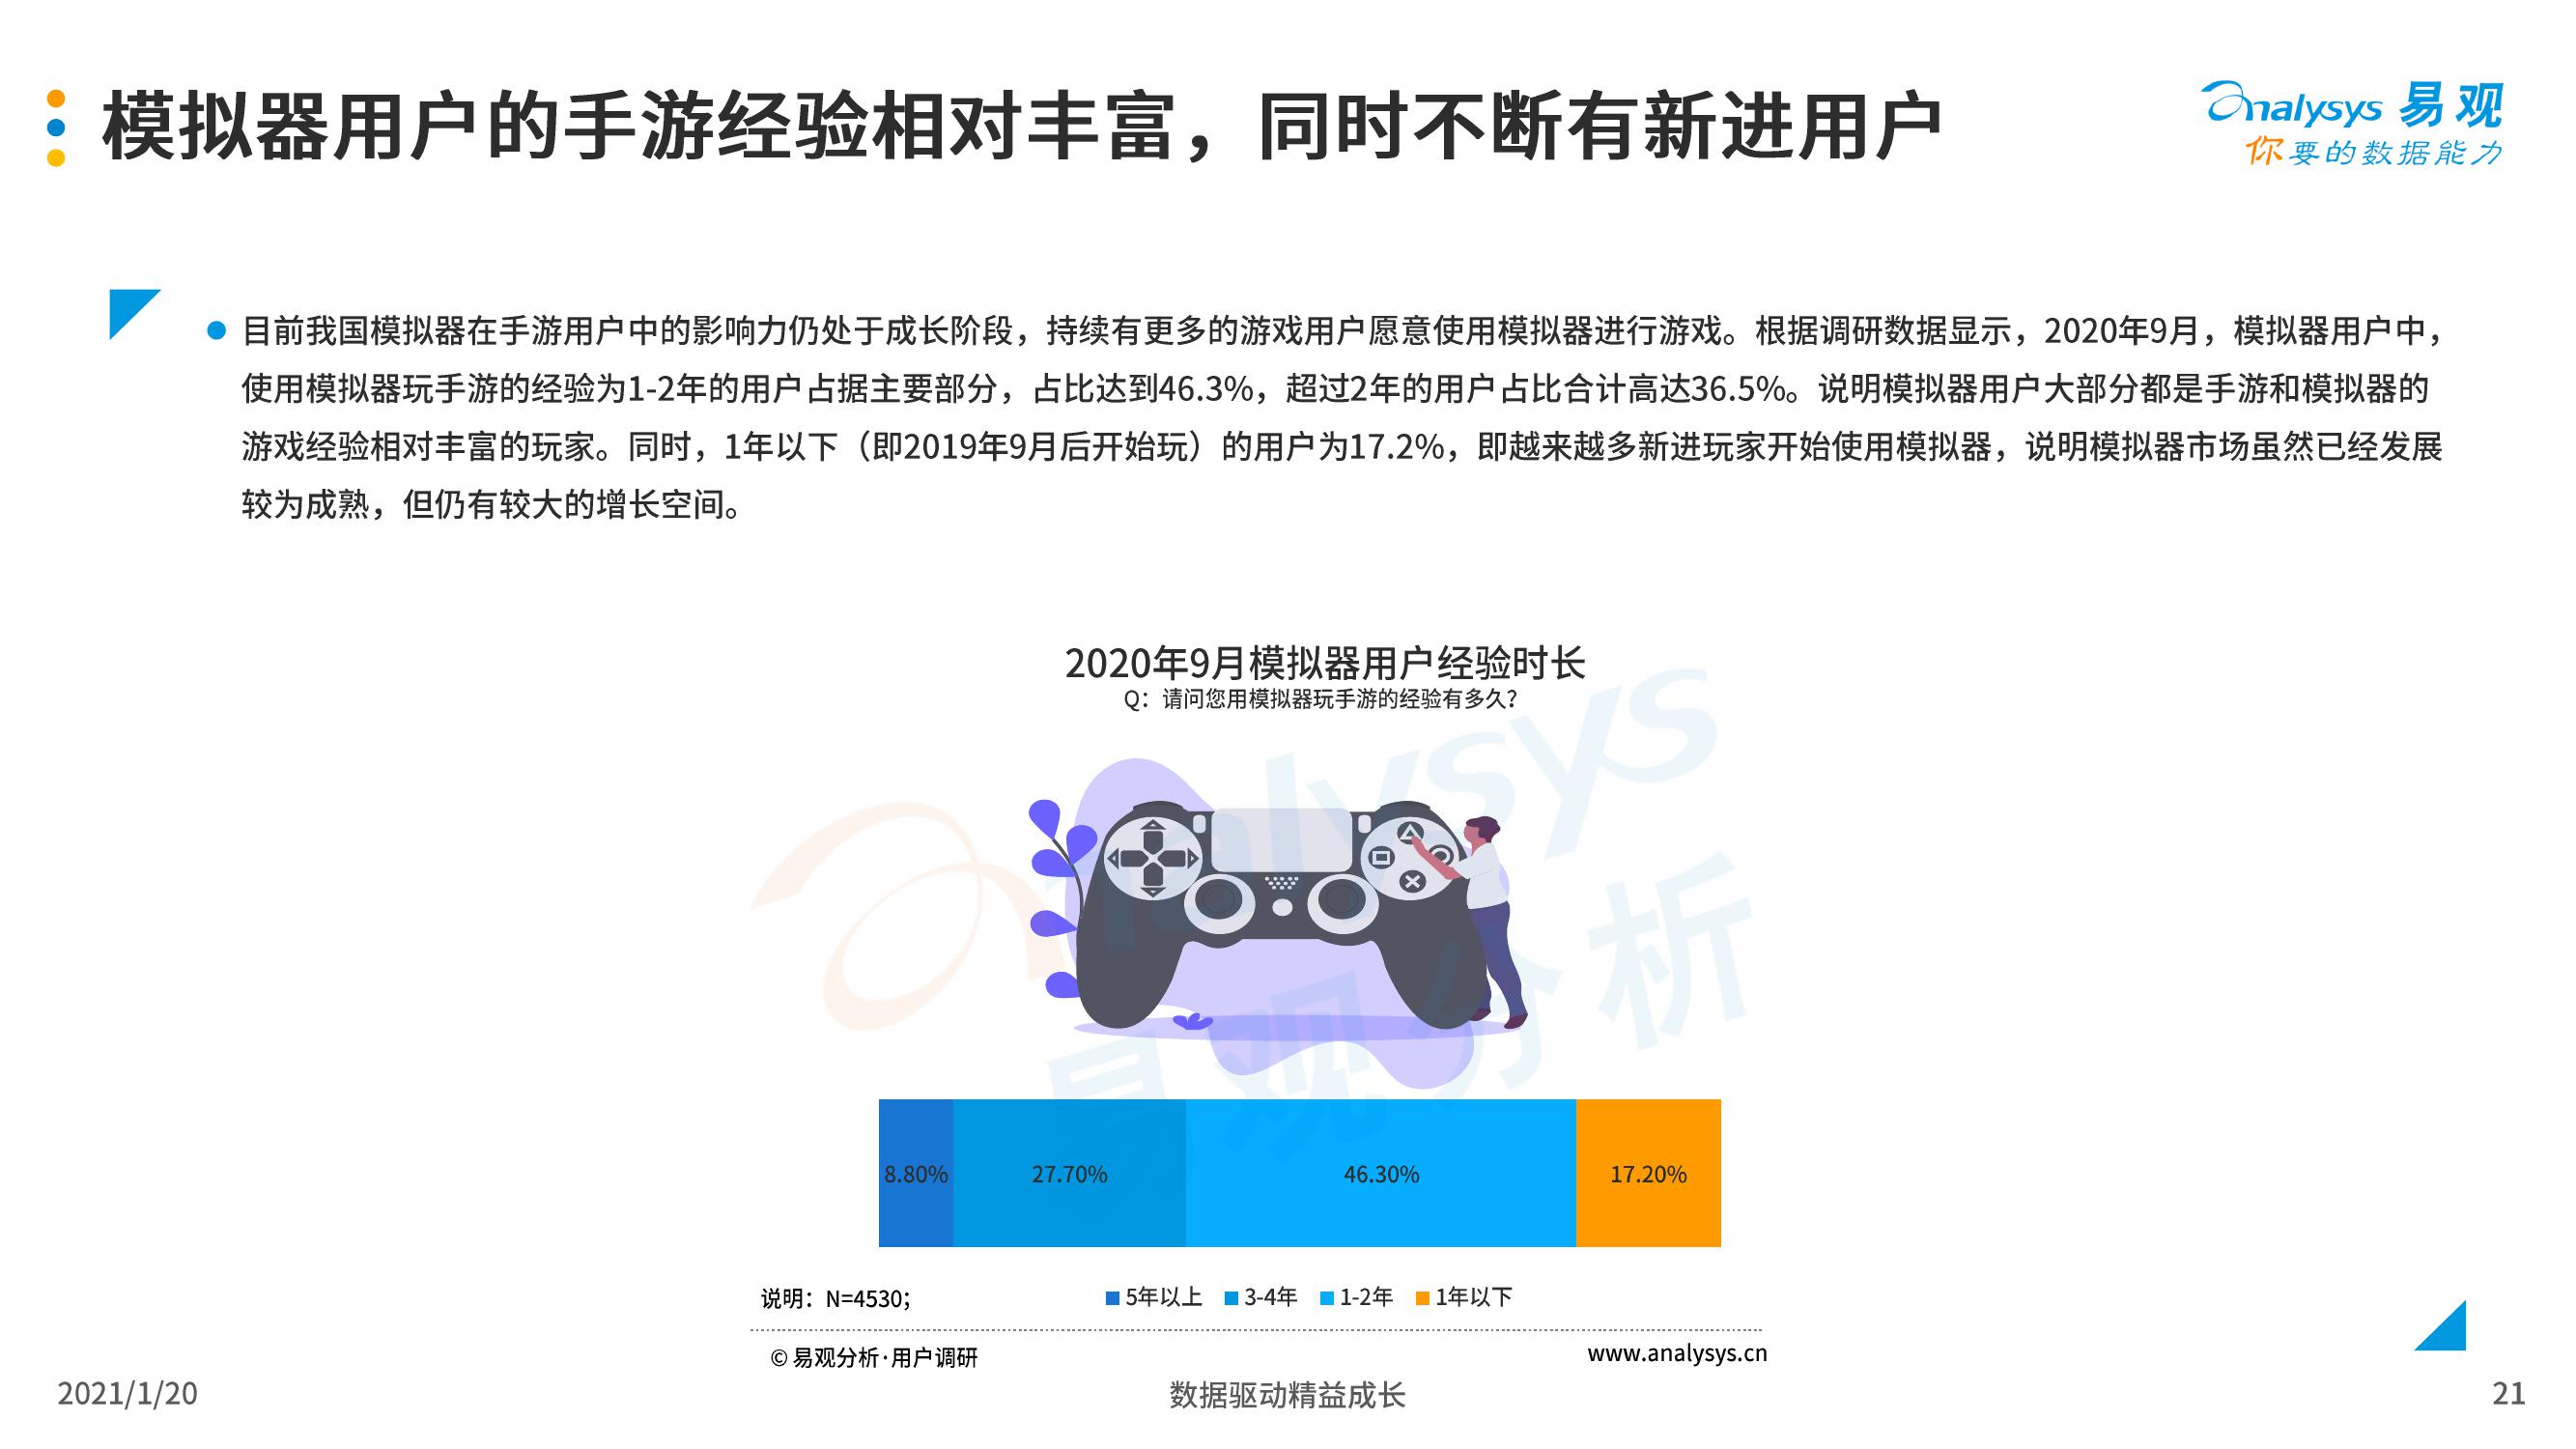 模拟器用户的手游经验相对丰富，同时不断有新进用户
analysys 易观
你要的数据能力
目前我国模拟器在手游用户中的影响力仍处于成长阶段，持续有更多的游戏用户愿意使用模拟器进行游戏。根据调研数据显示，2020年9月，模拟器用户中，
使用模拟器玩手游的经验为1-2年的用户占据主要部分，占比达到46.3%，超过2年的用户占比合计高达36.5%。说明模拟器用户大部分都是手游和模拟器的
游戏经验相对丰富的玩家。同时，1年以下（即2019年9月后开始玩）的用户为17.2%，即越来越多新进玩家开始使用模拟器，说明模拟器市场虽然已经发展
较为成熟，但仍有较大的增长空间。
2020年9月模拟器用户经验时长
Q：请问您用模拟器玩手游的经验有多久？
analysys
易观分析
8.80% 27.70% 46.30% 17.20%
说明：N=4530； 5年以上 3-4年 1-2年 1年以下
© 易观分析·用户调研 www.analysys.cn
2021/1/20 数据驱动精益成长 21